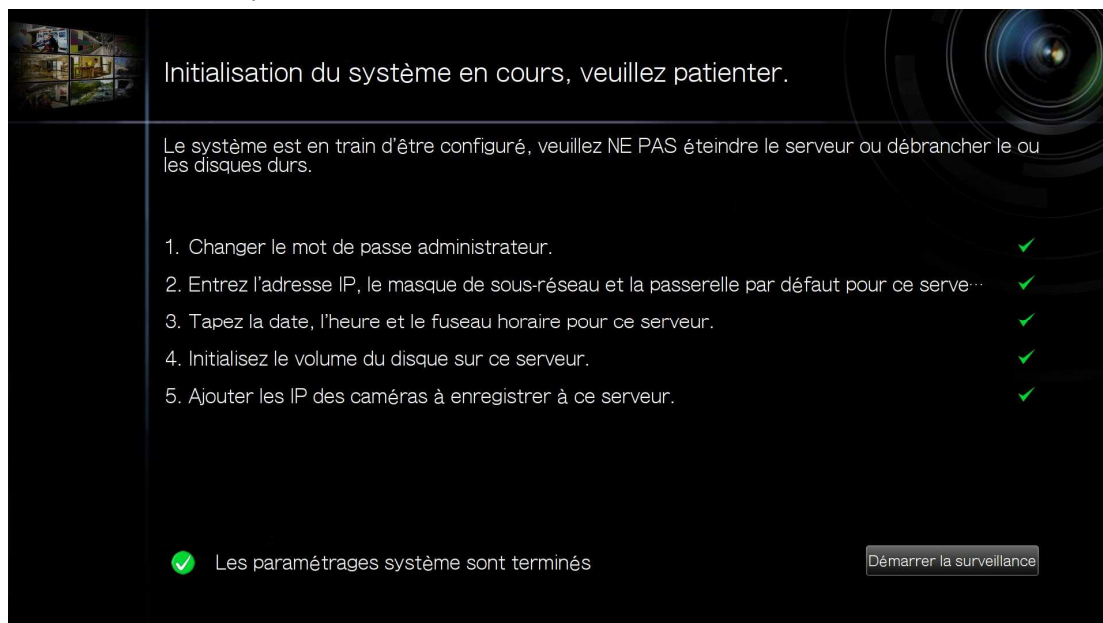 Initialisation du système en cours, veuillez patienter.
Le système est en train d'être configuré, veuillez NE PAS éteindre le serveur ou débrancher le ou
les disques durs.
1. Changer le mot de passe administrateur.
2. Entrez l'adresse IP, le masque de sous-réseau et la passerelle par défaut pour ce serve…
3. Tapez la date, l'heure et le fuseau horaire pour ce serveur.
4. Initialisez le volume du disque sur ce serveur.
5. Ajouter les IP des caméras à enregistrer à ce serveur.
Les paramétrages système sont terminés
Démarrer la surveillance